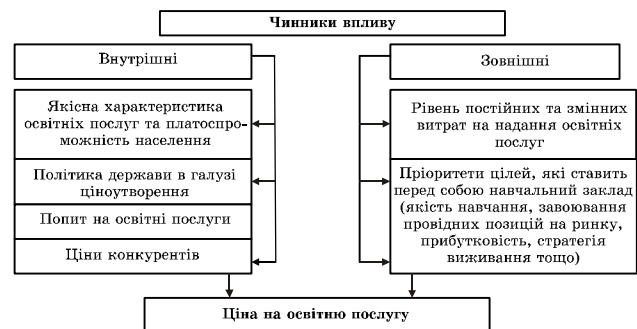 Чинники впливу
Внутрішні
Зовнішні
Якісна характеристика
освітніх послуг та платоспро-
можність населення
Політика держави в галузі
ціноутворення
Попит на освітні послуги
Ціни конкурентів
Рівень постійних та змінних
витрат на надання освітніх
послуг
Пріоритети цілей, які ставить
перед собою навчальний заклад
(якість навчання, завоювання
провідних позицій на ринку,
прибутковість, стратегія
виживання тощо)
Ціна на освітню послугу